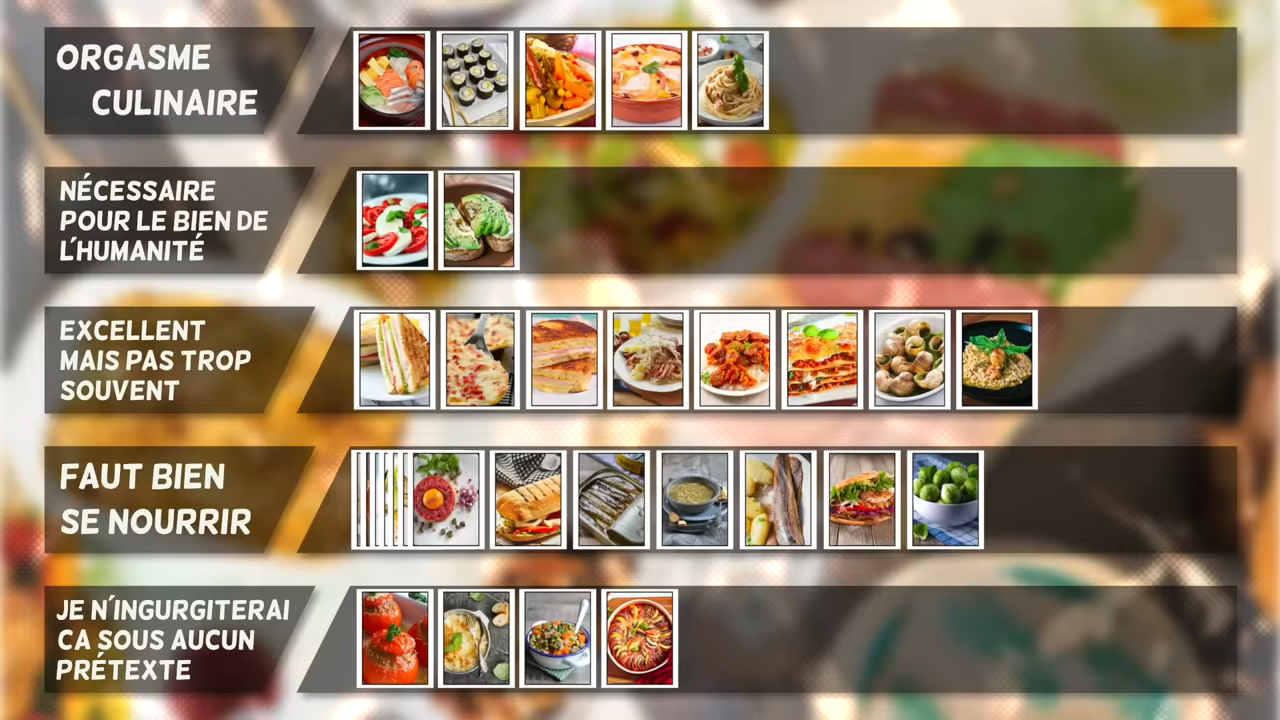 ORGASME
CULINAIRE
NÉCESSAIRE
POUR LE BIEN DE
L'HUMANITÉ
EXCELLENT
MAIS PAS TROP
SOUVENT
FAUT BIEN
SE NOURRIR
JE N'INGURGITERAI
CA SOUS AUCUN
PRÉTEXTE